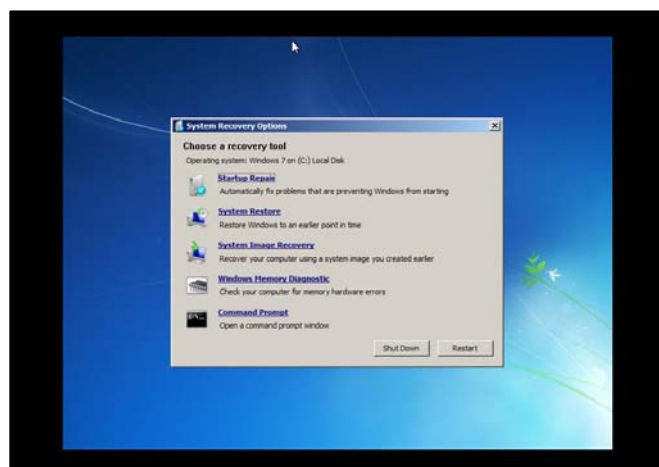 System Recovery Options
Choose a recovery tool
Operating system: Windows 7 on (C:) Local Disk
Startup Repair
Automatically fix problems that are preventing Windows from starting
System Restore
Restore Windows to an earlier point in time
System Image Recovery
Recover your computer using a system image you created earlier
Windows Memory Diagnostic
Check your computer for memory hardware errors
Command Prompt
Open a command prompt window
Shut Down Restart